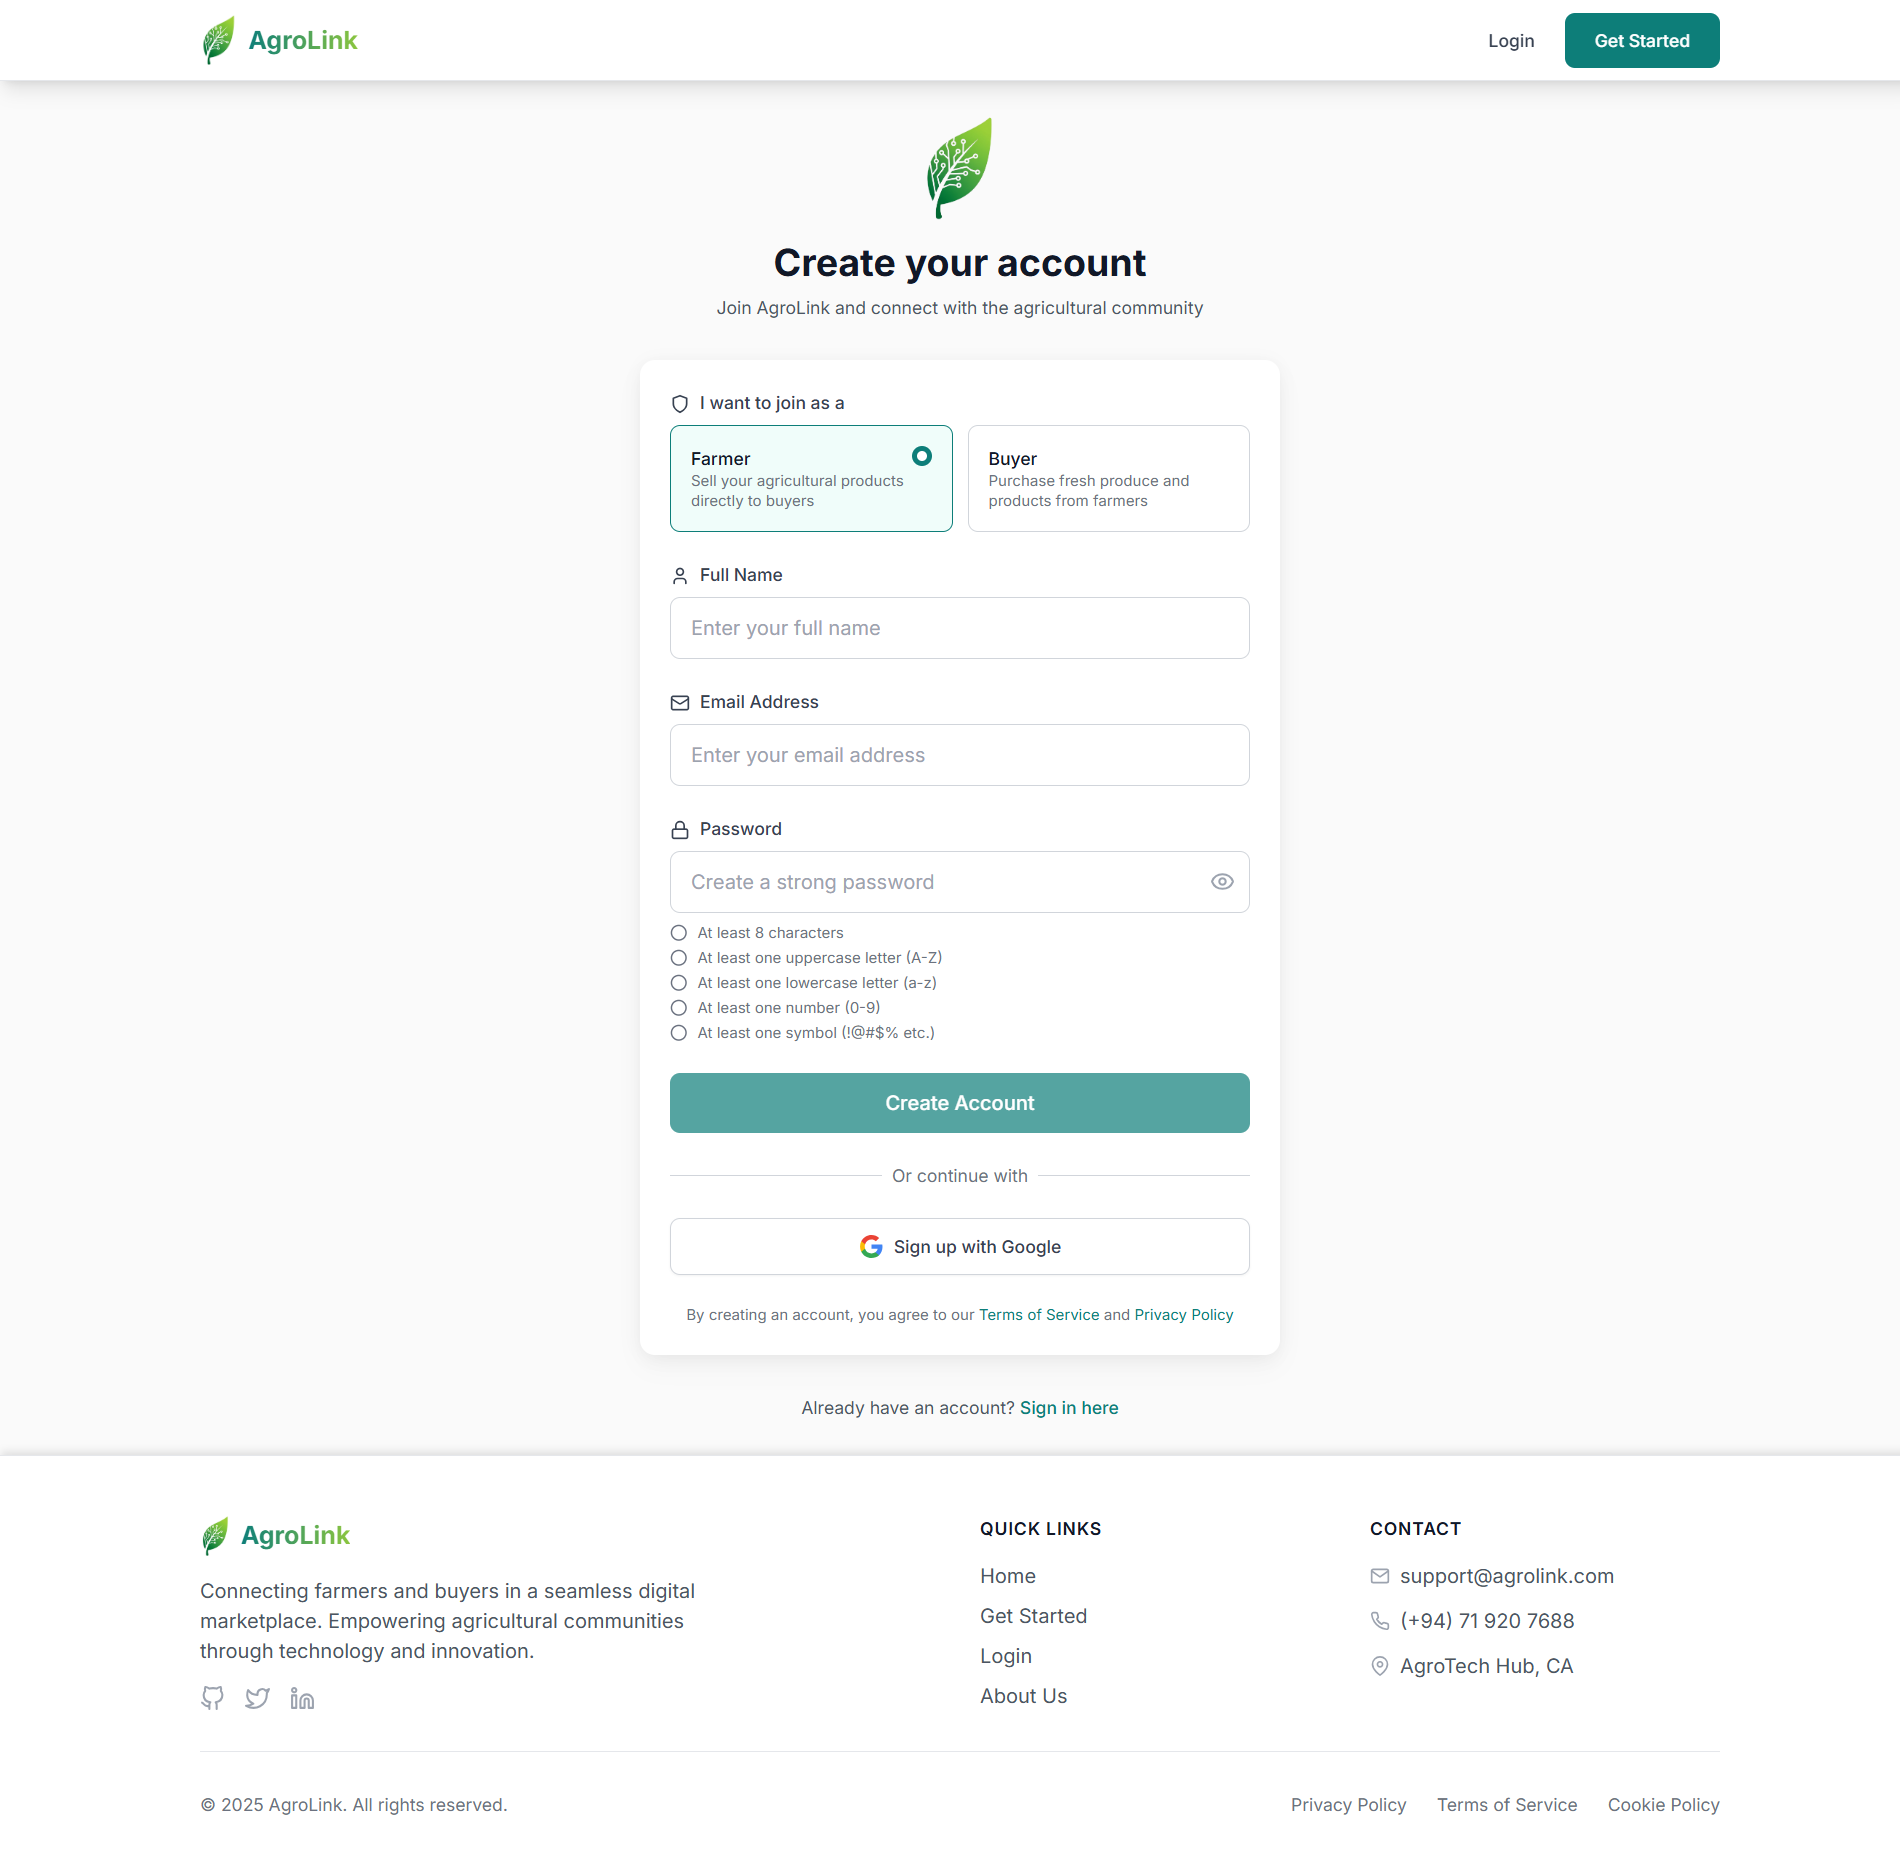 AgroLink
Login
Get Started
Create your account
Join AgroLink and connect with the agricultural community
I want to join as a
Farmer
Sell your agricultural products
directly to buyers
Buyer
Purchase fresh produce and
products from farmers
Full Name
Enter your full name
Email Address
Enter your email address
Password
Create a strong password
At least 8 characters
At least one uppercase letter (A-Z)
At least one lowercase letter (a-z)
At least one number (0-9)
At least one symbol (!@#$% etc.)
Create Account
Or continue with
Sign up with Google
By creating an account, you agree to our Terms of Service and Privacy Policy
Already have an account? Sign in here
AgroLink
Connecting farmers and buyers in a seamless digital
marketplace. Empowering agricultural communities
through technology and innovation.
QUICK LINKS
Home
Get Started
Login
About Us
CONTACT
support@agrolink.com
(+94) 71 920 7688
AgroTech Hub, CA
© 2025 AgroLink. All rights reserved.
Privacy Policy
Terms of Service
Cookie Policy